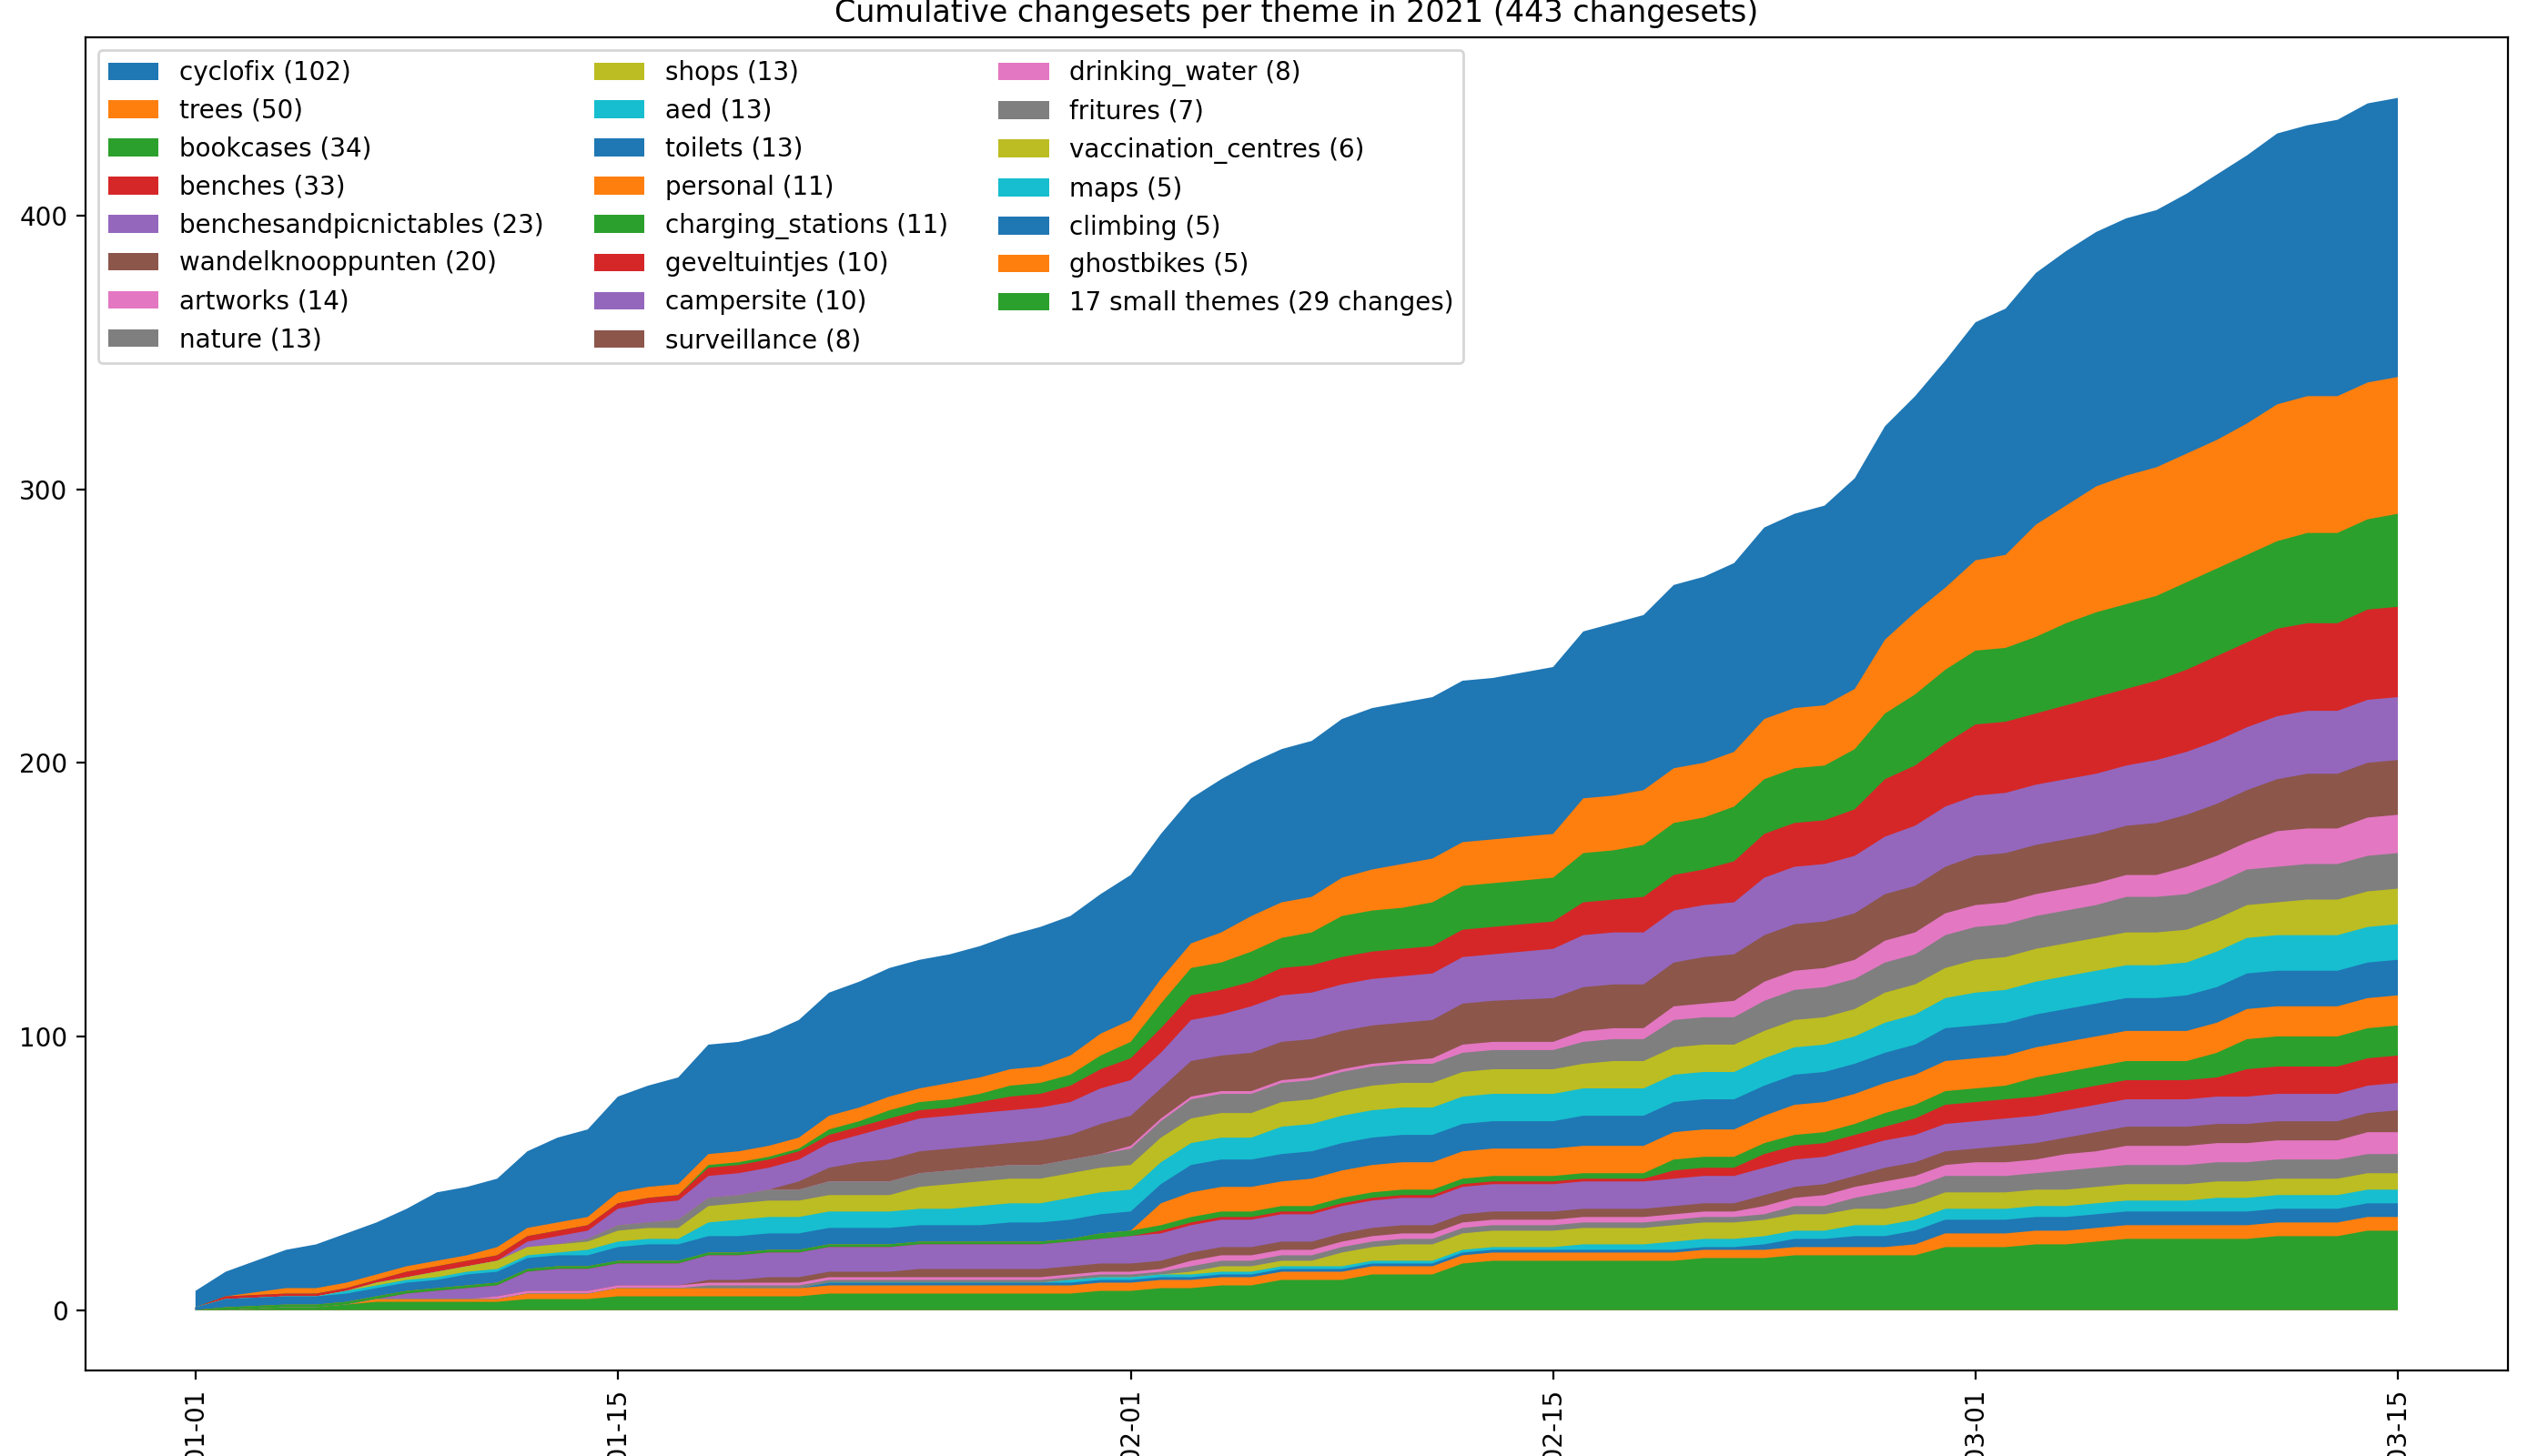 Cumulative changesets per theme in 2021 (443 changesets)
cyclofix (102)
trees (50)
bookcases (34)
benches (33)
benchesandpicnictables (23)
wandelknooppunten (20)
artworks (14)
nature (13)
shops (13)
aed (13)
toilets (13)
personal (11)
charging_stations (11)
geveltuintjes (10)
campersite (10)
surveillance (8)
drinking_water (8)
fritures (7)
vaccination_centres (6)
maps (5)
climbing (5)
ghostbikes (5)
17 small themes (29 changes)
400
300
200
100
0
01-01
01-15
02-01
02-15
03-01
03-15